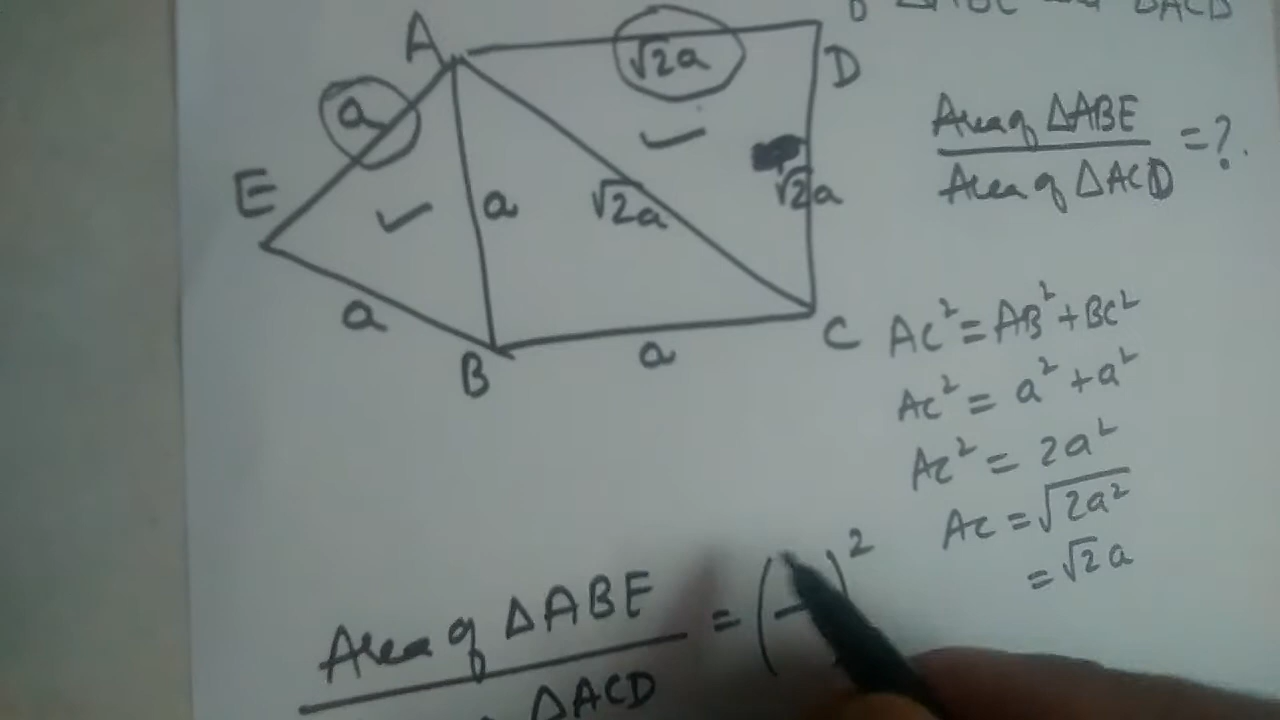 ΔACD
A
√2a
D
a
Area of ΔABE
Area of ΔACD
= ?
E
a
√2a
√2a
a
B
a
C
AC² = AB² + BC²
AC² = a² + a²
AC² = 2a²
AC = √2a²
= √2a
Area of ΔABE
ΔACD
= ( )²